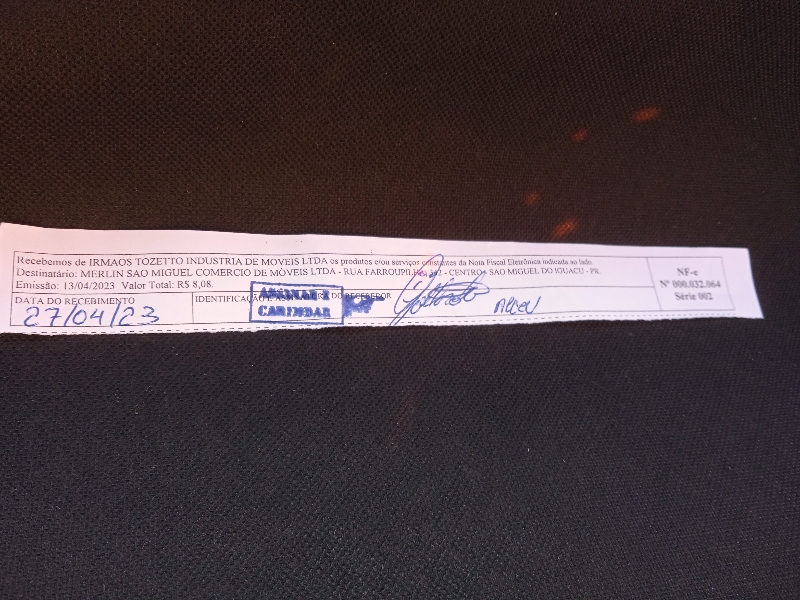 Recebemos de IRMAOS TOZETTO INDUSTRIA DE MOVEIS LTDA os produtos e/ou serviços constantes da Nota Fiscal Eletrônica indicada ao lado.
Destinatário: MERLIN SAO MIGUEL COMERCIO DE MÓVEIS LTDA - RUA FARROUPILHA, - CENTRO - SAO MIGUEL DO IGUACU - PR.
Emissão: 13/04/2023 Valor Total: R$ 8,08.
NF-e
Nº 000.032.064
Série 002
DATA DO RECEBIMENTO
27/04/23
IDENTIFICAÇÃO E ASSINATURA DO RECEBEDOR
CARIMBAR